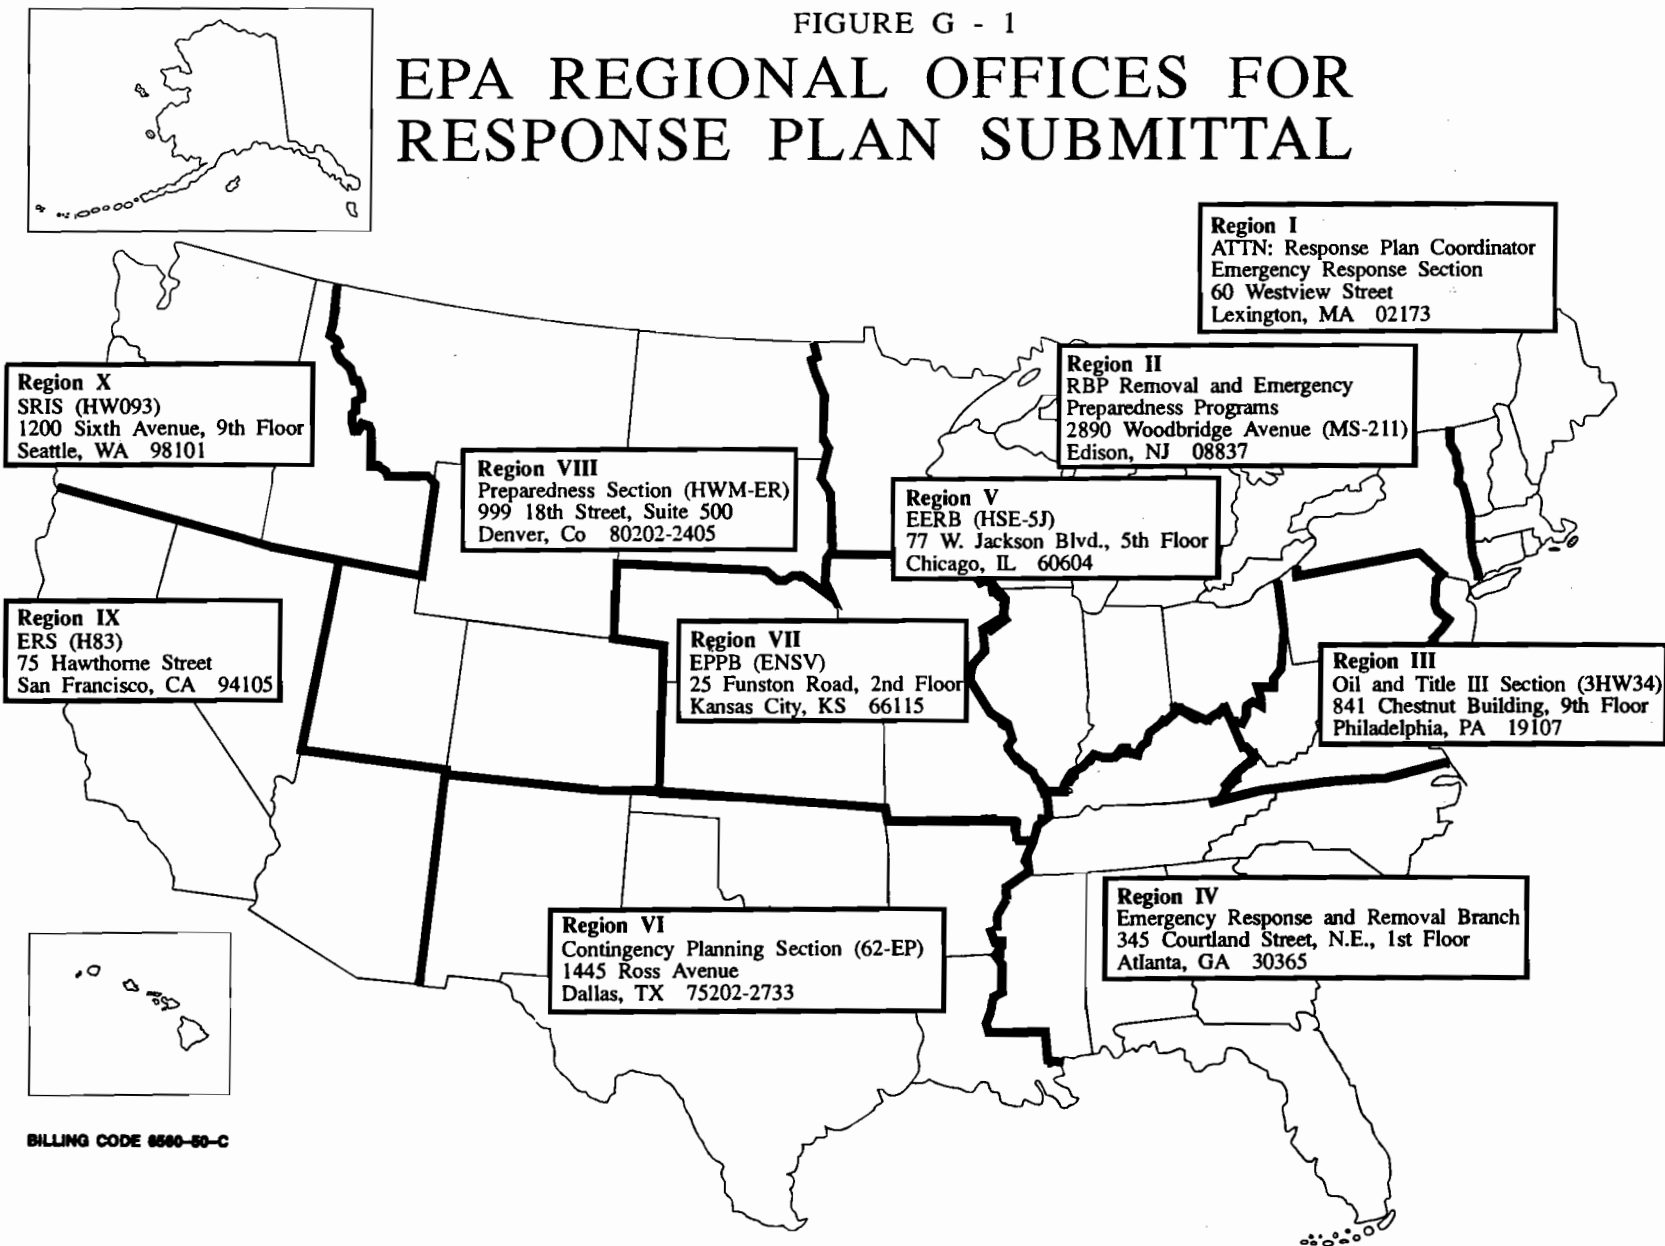 FIGURE G - 1
EPA REGIONAL OFFICES FOR
RESPONSE PLAN SUBMITTAL
Region I
ATTN: Response Plan Coordinator
Emergency Response Section
60 Westview Street
Lexington, MA 02173
Region II
RBP Removal and Emergency
Preparedness Programs
2890 Woodbridge Avenue (MS-211)
Edison, NJ 08837
Region X
SRIS (HW093)
1200 Sixth Avenue, 9th Floor
Seattle, WA 98101
Region VIII
Preparedness Section (HWM-ER)
999 18th Street, Suite 500
Denver, Co 80202-2405
Region V
EERB (HSE-5J)
77 W. Jackson Blvd., 5th Floor
Chicago, IL 60604
Region IX
ERS (H83)
75 Hawthorne Street
San Francisco, CA 94105
Region VII
EPPB (ENSV)
25 Funston Road, 2nd Floor
Kansas City, KS 66115
Region III
Oil and Title III Section (3HW34)
841 Chestnut Building, 9th Floor
Philadelphia, PA 19107
Region VI
Contingency Planning Section (62-EP)
1445 Ross Avenue
Dallas, TX 75202-2733
Region IV
Emergency Response and Removal Branch
345 Courtland Street, N.E., 1st Floor
Atlanta, GA 30365
BILLING CODE 6560-50-C